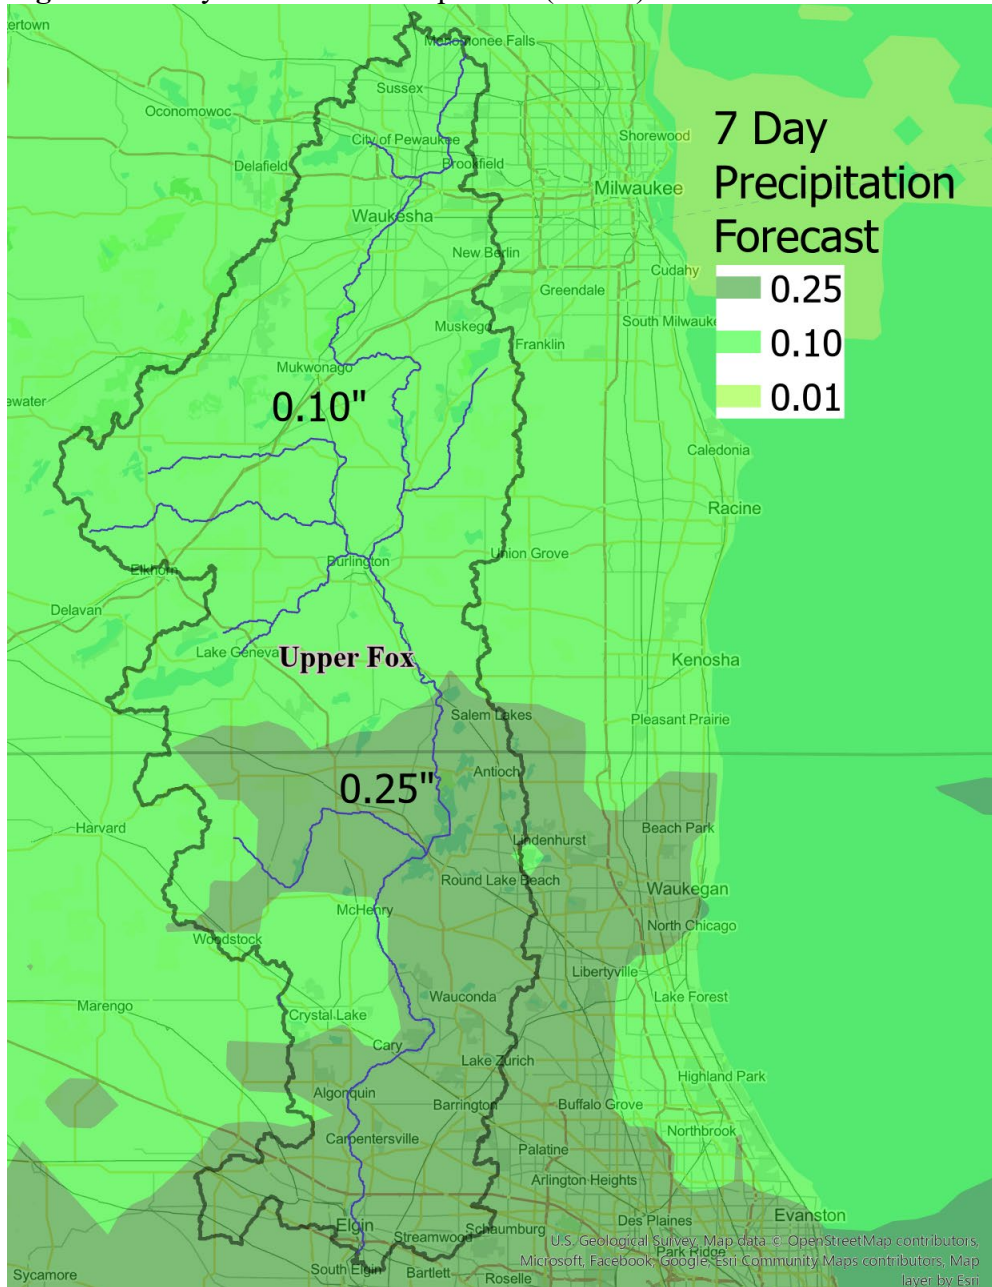 Menomonee Falls
Sussex
Oconomowoc
City of Pewaukee
Shorewood
Delafield
Brookfield
Milwaukee
Waukesha
New Berlin
Cudahy
Greendale
Muskego
South Milwauke
Franklin
Mukwonago
ewater
0.10"
Caledonia
Racine
Union Grove
Burlington
Elkhorn
Delavan
Lake Geneva
Upper Fox
Kenosha
Salem Lakes
Pleasant Prairie
Antioch
0.25"
Harvard
Beach Park
Lindenhurst
Round Lake Beach
Waukegan
McHenry
North Chicago
Woodstock
Libertyville
Marengo
Wauconda
Lake Forest
Crystal Lake
Cary
Lake Zurich
Highland Park
Algonquin
Barrington
Buffalo Grove
Northbrook
Carpentersville
Palatine
Arlington Heights
Elgin
Schaumburg
Des Plaines
Evanston
Streamwood
Park Ridge
South Elgin
Bartlett
Roselle
Sycamore
7 Day
Precipitation
Forecast
0.25
0.10
0.01
U.S. Geological Survey, Map data © OpenStreetMap contributors,
Microsoft, Facebook, Google, Esri Community Maps contributors, Map
layer by Esri